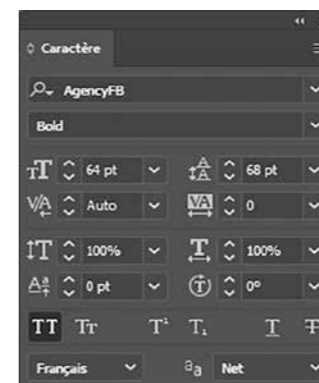 Caractère
AgencyFB
Bold
64 pt 68 pt
Auto 0
100% 100%
0 pt 0°
TT Tr T¹ T₁ T T
Français aa Net